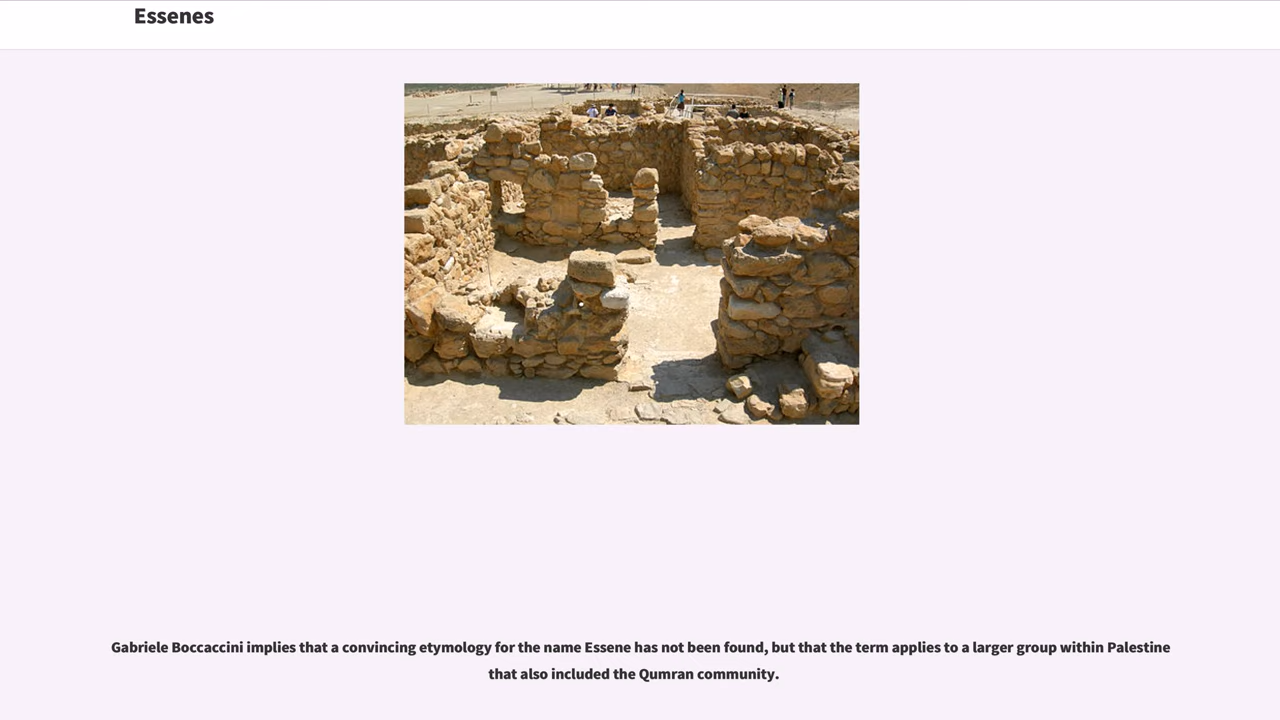 Essenes
Gabriele Boccaccini implies that a convincing etymology for the name Essene has not been found, but that the term applies to a larger group within Palestine
that also included the Qumran community.